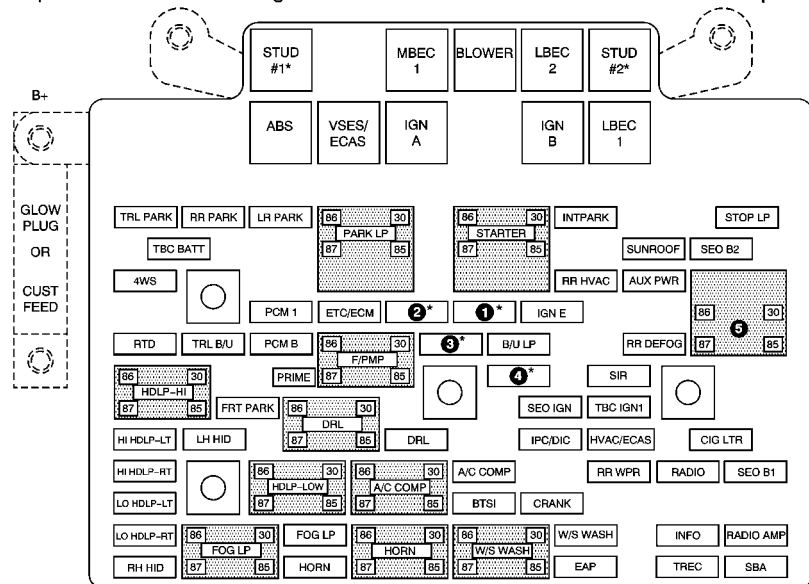 STUD #1*
MBEC 1
BLOWER
LBEC 2
STUD #2*
B+
ABS
VSES/ ECAS
IGN A
IGN B
LBEC 1
GLOW PLUG OR CUST FEED
TRL PARK
RR PARK
LR PARK
86 30
PARK LP
87 85
86 30
STARTER
87 85
INTPARK
STOP LP
TBC BATT
SUNROOF
SEO B2
4WS
RR HVAC
AUX PWR
PCM 1
ETC/ECM
2*
1*
IGN E
86 30
5
87 85
RTD
TRL B/U
PCM B
86 30
F/PMP
87 85
3*
B/U LP
RR DEFOG
PRIME
4*
SIR
86 30
HDLP-HI
87 85
FRT PARK
86 30
DRL
87 85
SEO IGN
TBC IGN1
HI HDLP-LT
LH HID
DRL
IPC/DIC
HVAC/ECAS
CIG LTR
HI HDLP-RT
86 30
HDLP-LOW
87 85
86 30
A/C COMP
87 85
A/C COMP
RR WPR
RADIO
SEO B1
LO HDLP-LT
BTSI
CRANK
LO HDLP-RT
86 30
FOG LP
87 85
FOG LP
86 30
HORN
87 85
86 30
W/S WASH
87 85
W/S WASH
INFO
RADIO AMP
RH HID
HORN
EAP
TREC
SBA